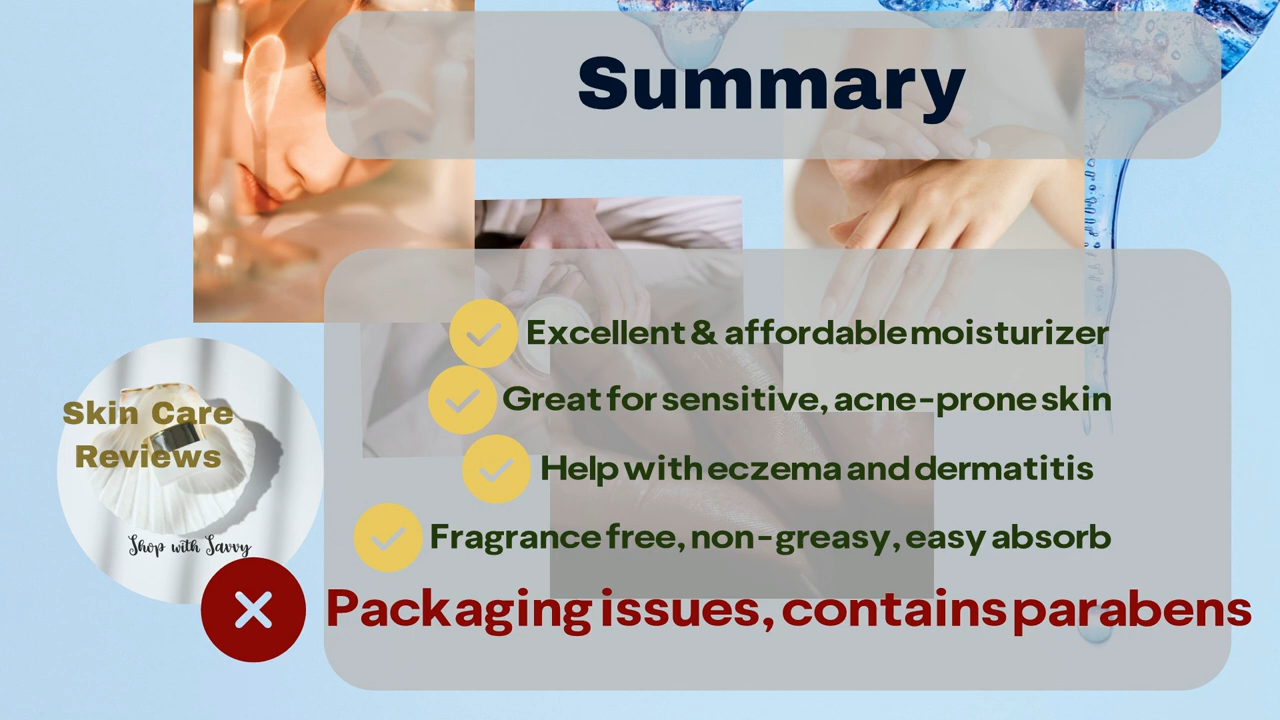 Summary
Excellent & affordable moisturizer
Great for sensitive, acne-prone skin
Help with eczema and dermatitis
Fragrance free, non-greasy, easy absorb
Packaging issues, contains parabens
Skin Care
Reviews
Shop with Savvy